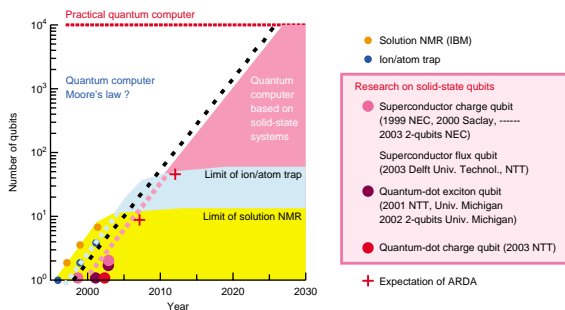 Practical quantum computer
10⁴
10³
10²
10¹
10⁰
Number of qubits
Quantum computer
Moore's law ?
Quantum
computer
based on
solid-state
systems
Limit of ion/atom trap
Limit of solution NMR
2000
2010
2020
2030
Year
Solution NMR (IBM)
Ion/atom trap
Research on solid-state qubits
Superconductor charge qubit
(1999 NEC, 2000 Saclay, ------
2003 2-qubits NEC)
Superconductor flux qubit
(2003 Delft Univ. Technol., NTT)
Quantum-dot exciton qubit
(2001 NTT, Univ. Michigan
2002 2-qubits Univ. Michigan)
Quantum-dot charge qubit (2003 NTT)
Expectation of ARDA